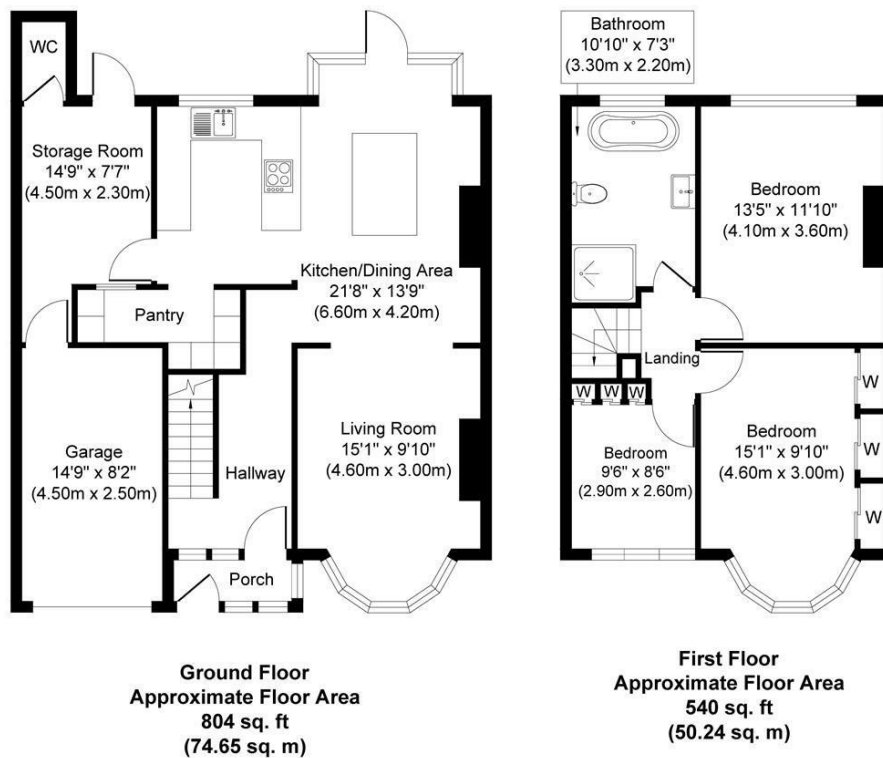 WC
Storage Room
14'9" x 7'7"
(4.50m x 2.30m)
Kitchen/Dining Area
21'8" x 13'9"
(6.60m x 4.20m)
Pantry
Garage
14'9" x 8'2"
(4.50m x 2.50m)
Hallway
Living Room
15'1" x 9'10"
(4.60m x 3.00m)
Porch
Ground Floor
Approximate Floor Area
804 sq. ft
(74.65 sq. m)
Bathroom
10'10" x 7'3"
(3.30m x 2.20m)
Bedroom
13'5" x 11'10"
(4.10m x 3.60m)
Landing
W
W
W
Bedroom
9'6" x 8'6"
(2.90m x 2.60m)
Bedroom
15'1" x 9'10"
(4.60m x 3.00m)
W
W
W
First Floor
Approximate Floor Area
540 sq. ft
(50.24 sq. m)